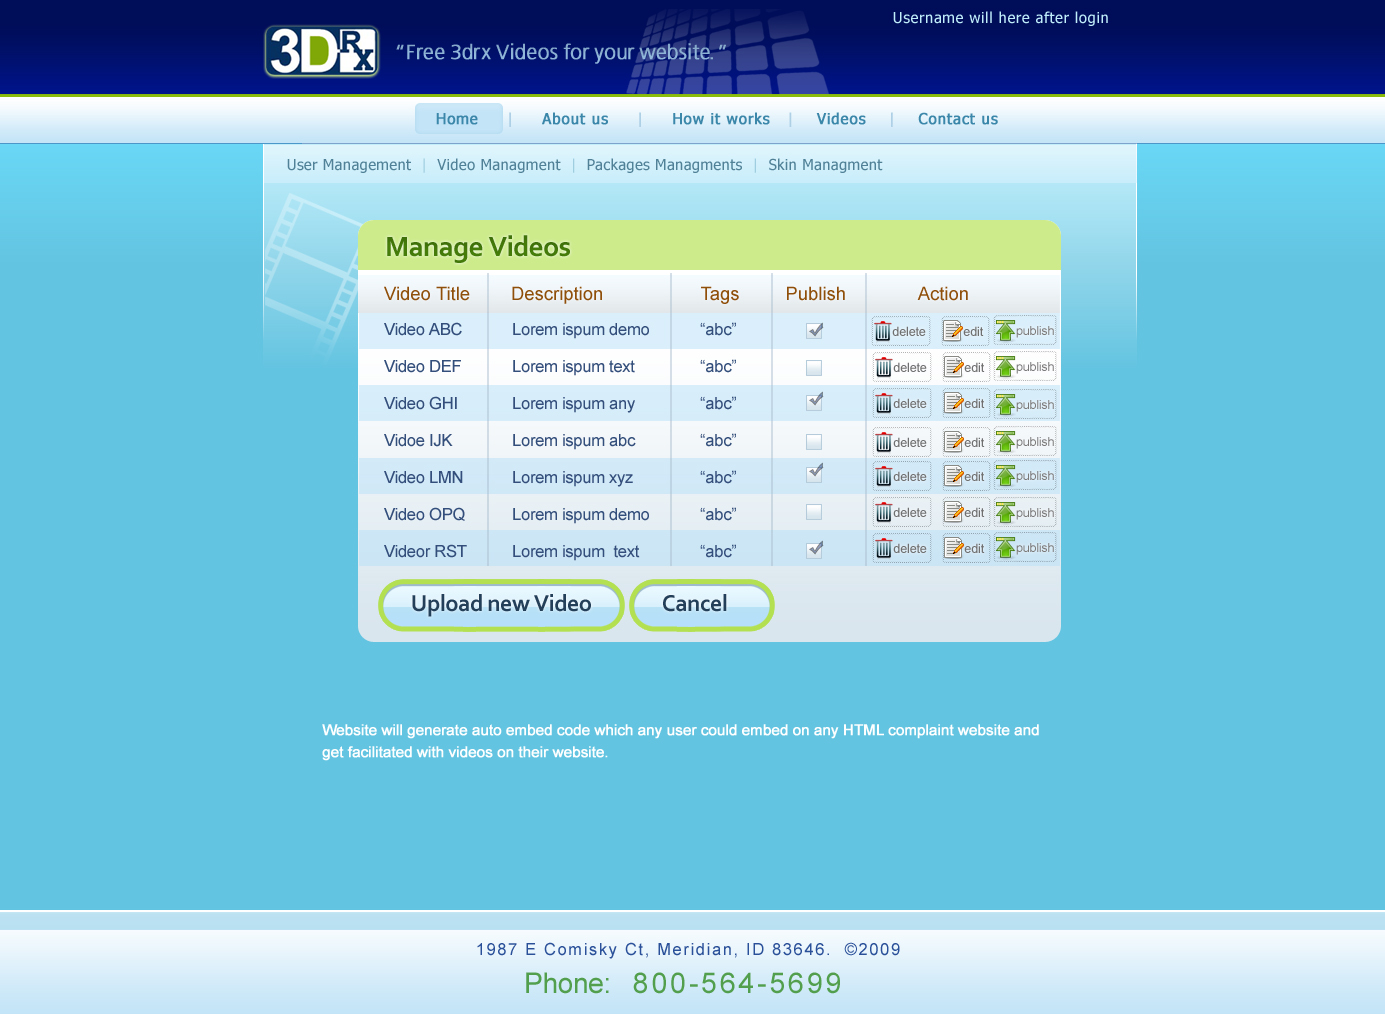 Username will here after login
3DRx
“Free 3drx Videos for your website.”
Home | About us | How it works | Videos | Contact us
User Management | Video Managment | Packages Managments | Skin Managment
Manage Videos
Video Title Description Tags Publish Action
Video ABC Lorem ispum demo “abc” delete edit publish
Video DEF Lorem ispum text “abc” delete edit publish
Video GHI Lorem ispum any “abc” delete edit publish
Vidoe IJK Lorem ispum abc “abc” delete edit publish
Video LMN Lorem ispum xyz “abc” delete edit publish
Video OPQ Lorem ispum demo “abc” delete edit publish
Videor RST Lorem ispum text “abc” delete edit publish
Upload new Video Cancel
Website will generate auto embed code which any user could embed on any HTML complaint website and
get facilitated with videos on their website.
1987 E Comisky Ct, Meridian, ID 83646. ©2009
Phone: 800-564-5699